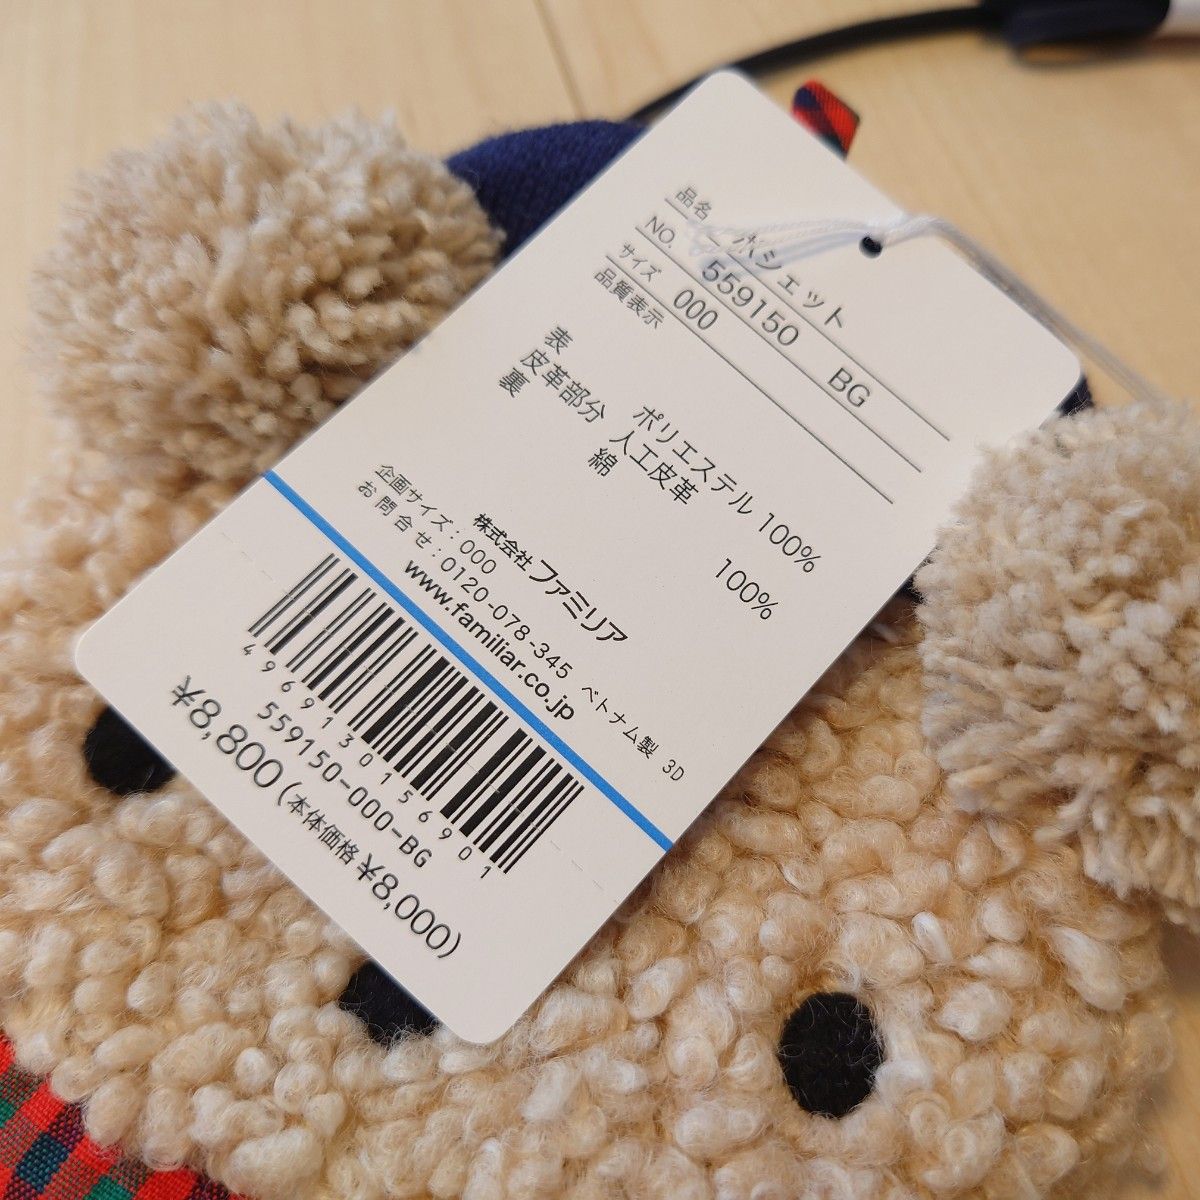 品名 ポシェット
NO. 559150 BG
サイズ 000
品質表示
表 ポリエステル 100%
皮革部分 人工皮革
裏 綿 100%
株式会社ファミリア
企画サイズ:000
お問合せ:0120-078-345 ベトナム製 3D
www.familiar.co.jp
4969130156901
559150-000-BG
¥8,800(本体価格¥8,000)